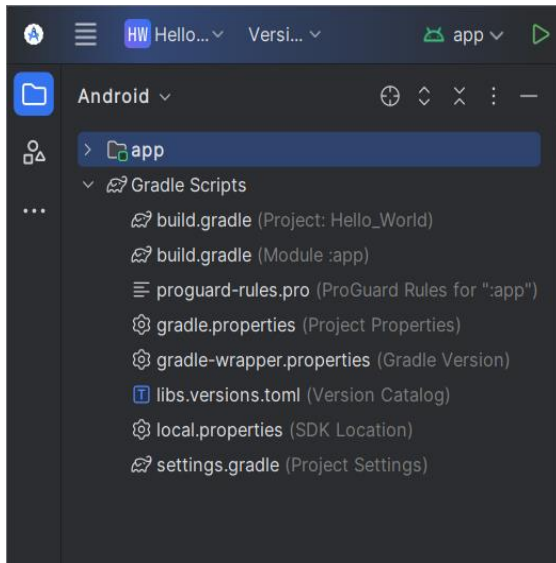 HW Hello... Versi... app
Android
app
Gradle Scripts
build.gradle (Project: Hello_World)
build.gradle (Module :app)
proguard-rules.pro (ProGuard Rules for ":app")
gradle.properties (Project Properties)
gradle-wrapper.properties (Gradle Version)
T libs.versions.toml (Version Catalog)
local.properties (SDK Location)
settings.gradle (Project Settings)